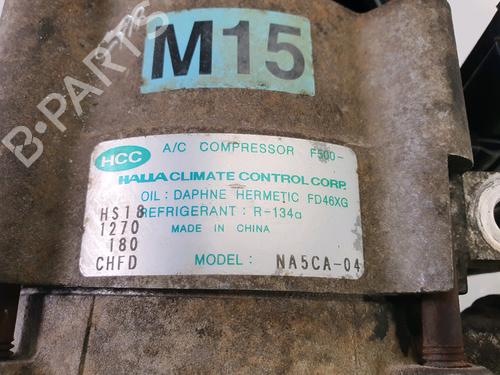 M15
B-PARTS
HCC A/C COMPRESSOR F500-
HALLA CLIMATE CONTROL CORP.
OIL: DAPHNE HERMETIC FD46XG
HS18 REFRIGERANT: R-134a
1270 MADE IN CHINA
180
CHFD MODEL: NA5CA-04